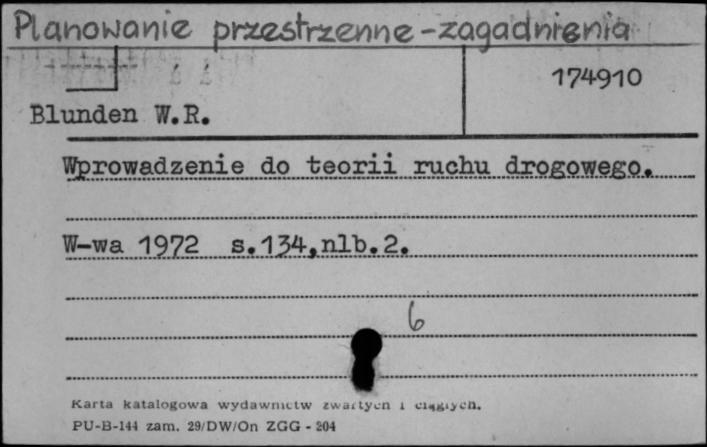 Planowanie przestrzenne-zagadnienia
174910
Blunden W.R.
Wprowadzenie do teorii ruchu drogowego.
W-wa 1972 s.134,nlb.2.
6
Karta katalogowa wydawnictw zwartych i ciągłych.
PU-B-144 zam. 29/DW/On ZGG - 204